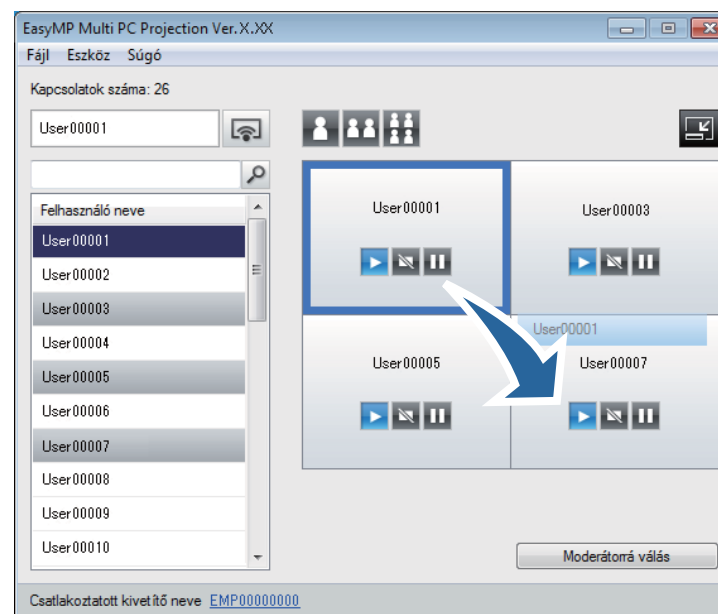 EasyMP Multi PC Projection Ver.X.XX
Fájl Eszköz Súgó
Kapcsolatok száma: 26
User00001
Felhasználó neve
User00001
User00002
User00003
User00004
User00005
User00006
User00007
User00008
User00009
User00010
User00001
User00003
User00001
User00005
User00007
Moderátorrá válás
Csatlakoztatott kivetítő neve EMP00000000